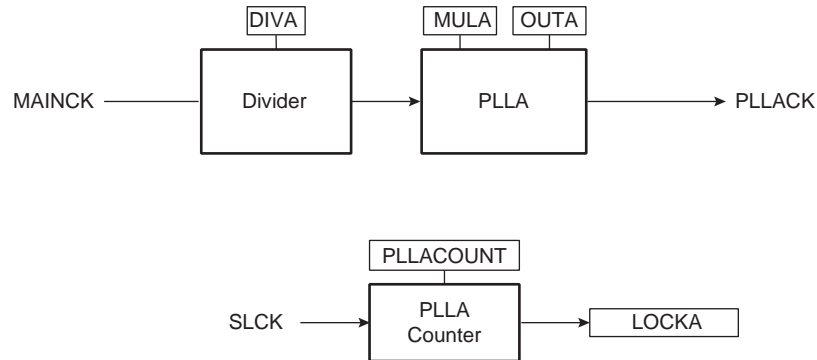 DIVA
MULA
OUTA
MAINCK
Divider
PLLA
PLLACK
PLLACOUNT
SLCK
PLLA
Counter
LOCKA